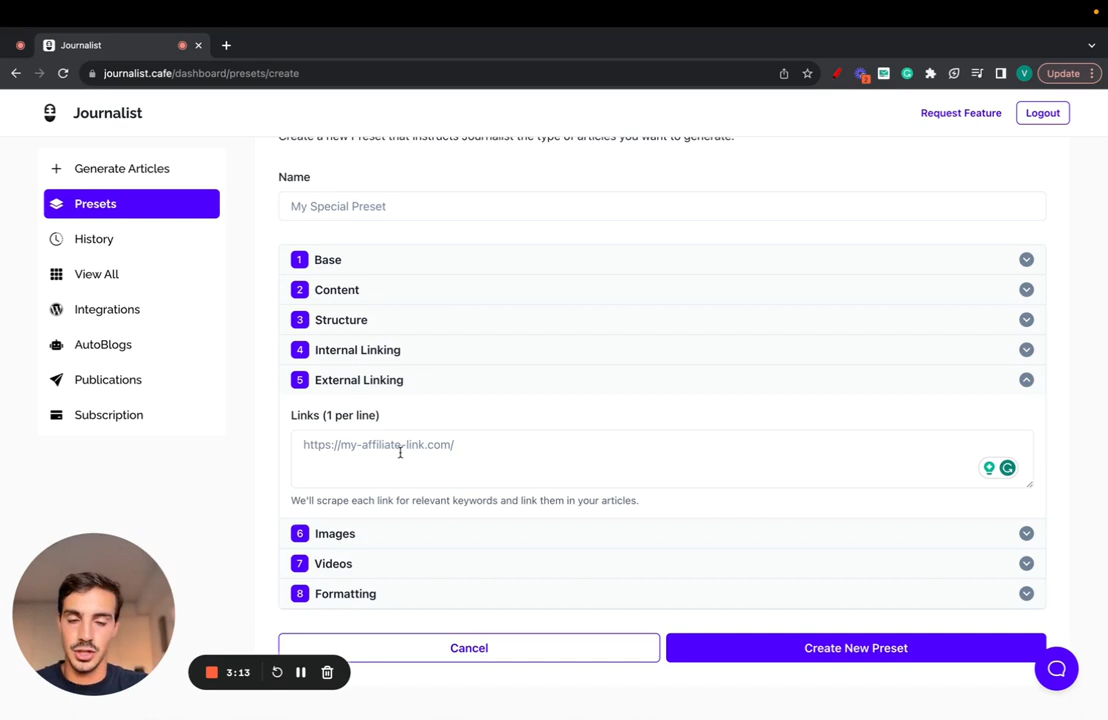 Journalist
journalist.cafe/dashboard/presets/create
2
V
Update
Journalist
Request Feature
Logout
Generate Articles
Presets
History
View All
Integrations
AutoBlogs
Publications
Subscription
Create a new Preset that instructs Journalist the type of articles you want to generate.
Name
My Special Preset
1 Base
2 Content
3 Structure
4 Internal Linking
5 External Linking
Links (1 per line)
https://my-affiliate-link.com/
We'll scrape each link for relevant keywords and link them in your articles.
6 Images
7 Videos
8 Formatting
Cancel
Create New Preset
3:13